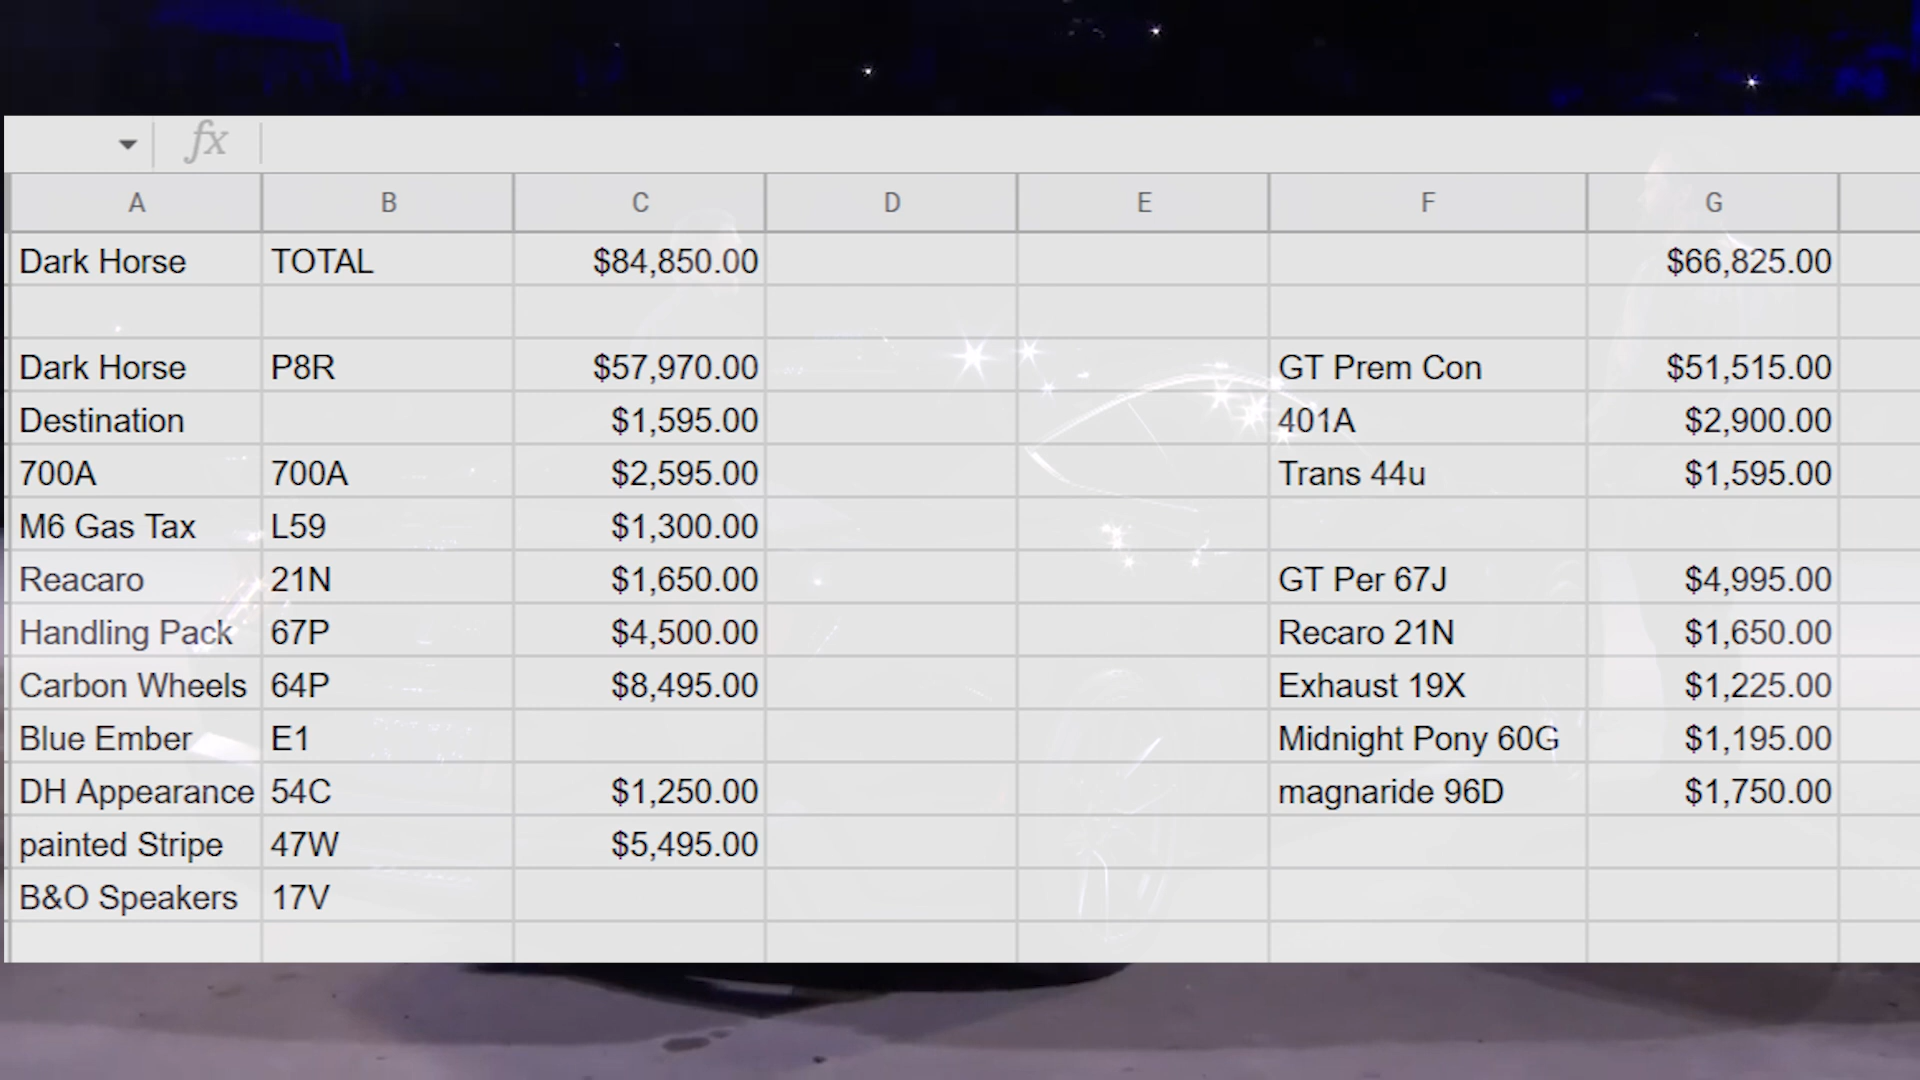 fx
A B C D E F G
Dark Horse TOTAL $84,850.00 $66,825.00
Dark Horse P8R $57,970.00 GT Prem Con $51,515.00
Destination $1,595.00 401A $2,900.00
700A 700A $2,595.00 Trans 44u $1,595.00
M6 Gas Tax L59 $1,300.00
Reacaro 21N $1,650.00 GT Per 67J $4,995.00
Handling Pack 67P $4,500.00 Recaro 21N $1,650.00
Carbon Wheels 64P $8,495.00 Exhaust 19X $1,225.00
Blue Ember E1 Midnight Pony 60G $1,195.00
DH Appearance 54C $1,250.00 magnaride 96D $1,750.00
painted Stripe 47W $5,495.00
B&O Speakers 17V